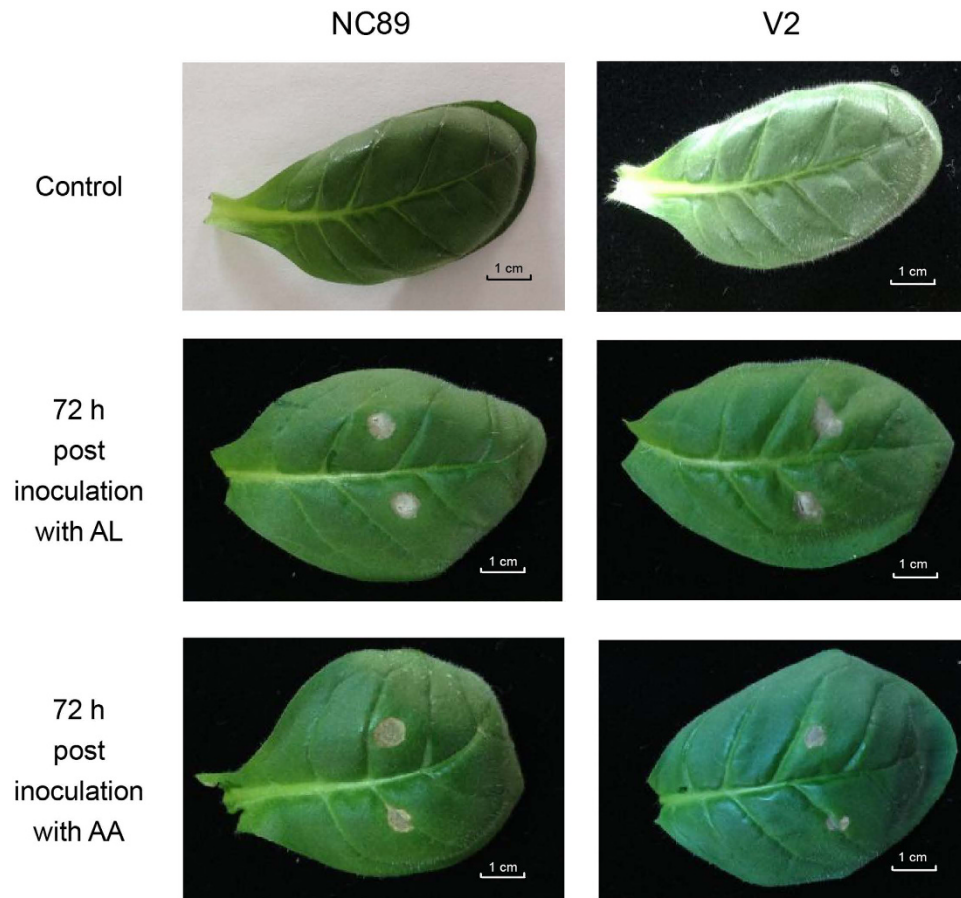 NC89
V2
Control
1 cm
1 cm
72 h
post
inoculation
with AL
1 cm
1 cm
72 h
post
inoculation
with AA
1 cm
1 cm